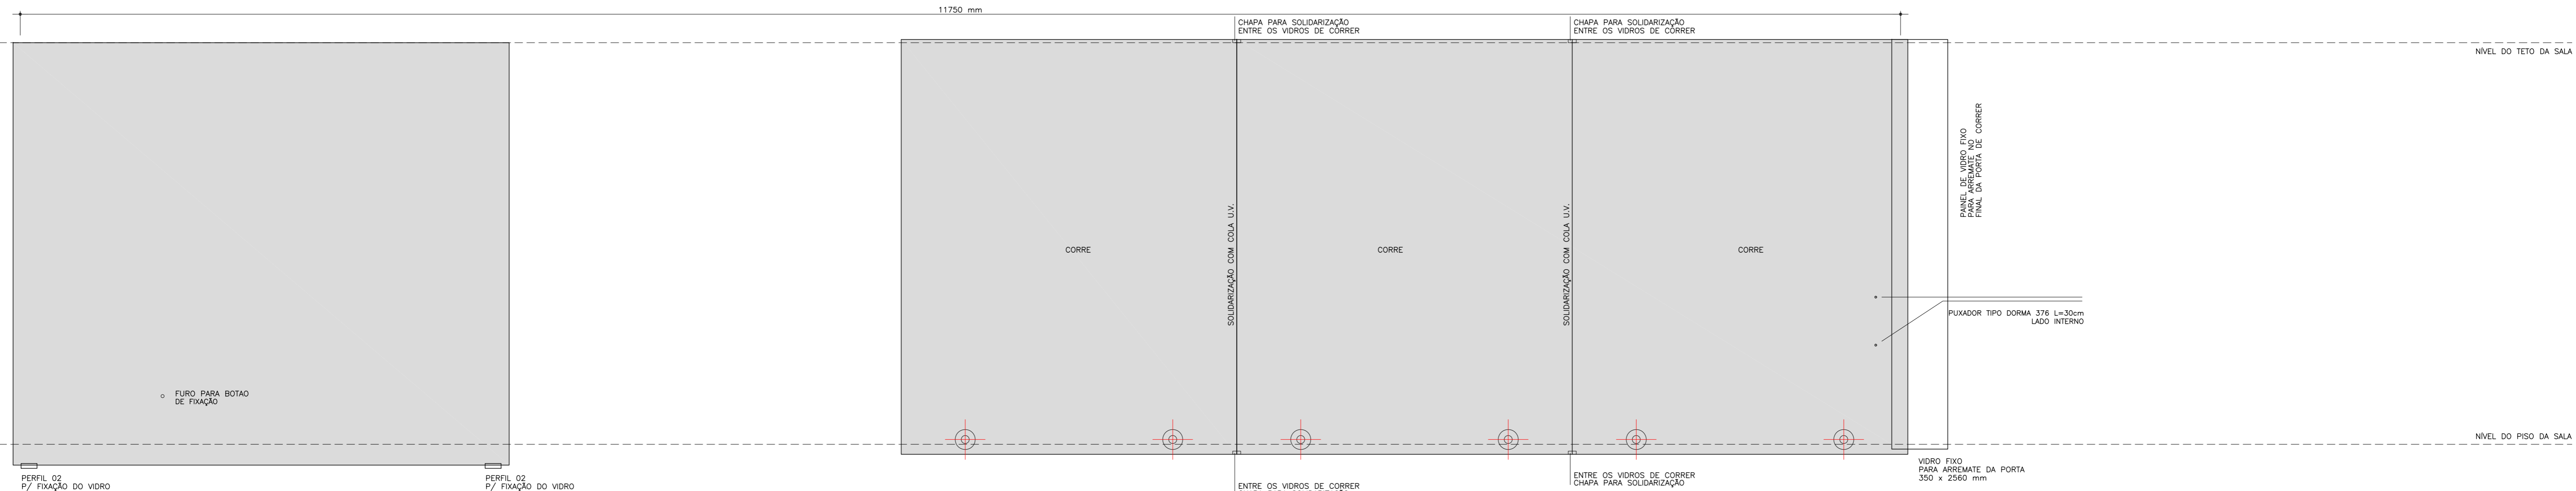 11750 mm
CHAPA PARA SOLIDARIZAÇÃO
ENTRE OS VIDROS DE CORRER
CHAPA PARA SOLIDARIZAÇÃO
ENTRE OS VIDROS DE CORRER
NÍVEL DO TETO DA SALA
PAINEL DE VIDRO FIXO
PARA ARREMATE NO
FINAL DA PORTA DE CORRER
SOLIDARIZAÇÃO COM COLA U.V.
SOLIDARIZAÇÃO COM COLA U.V.
CORRE
CORRE
CORRE
PUXADOR TIPO DORMA 376 L=30cm
LADO INTERNO
FURO PARA BOTAO
DE FIXAÇÃO
NÍVEL DO PISO DA SALA
VIDRO FIXO
PARA ARREMATE DA PORTA
350 x 2560 mm
PERFIL 02
P/ FIXAÇÃO DO VIDRO
PERFIL 02
P/ FIXAÇÃO DO VIDRO
ENTRE OS VIDROS DE CORRER
ENTRE OS VIDROS DE CORRER
CHAPA PARA SOLIDARIZAÇÃO